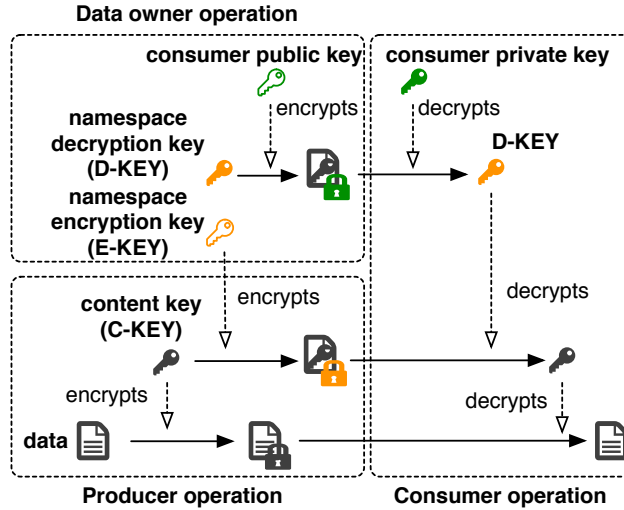 Data owner operation
consumer public key
consumer private key
encrypts
decrypts
namespace
decryption key
(D-KEY)
D-KEY
namespace
encryption key
(E-KEY)
encrypts
decrypts
content key
(C-KEY)
encrypts
decrypts
data
Producer operation
Consumer operation